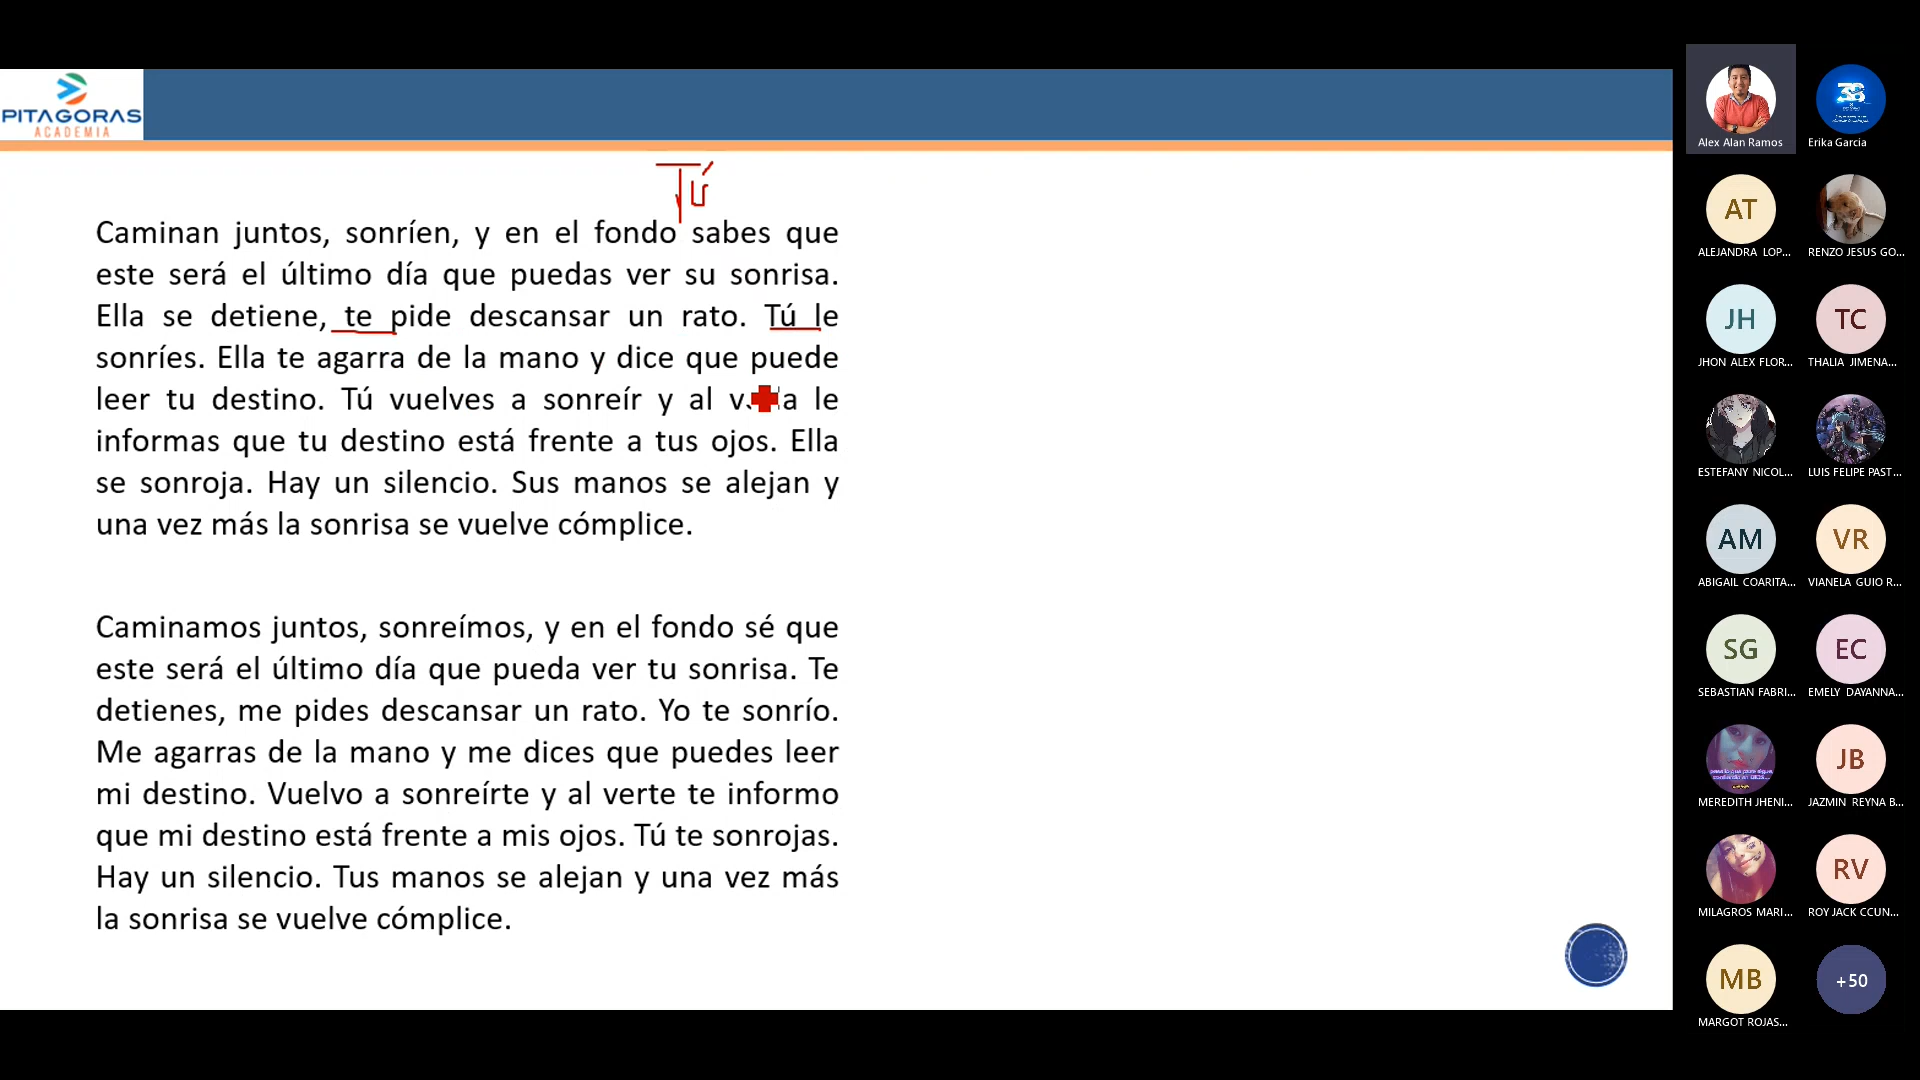 PITAGORAS
ACADEMIA
Tú
Caminan juntos, sonríen, y en el fondo sabes que
este será el último día que puedas ver su sonrisa.
Ella se detiene, te pide descansar un rato. Tú le
sonríes. Ella te agarra de la mano y dice que puede
leer tu destino. Tú vuelves a sonreír y al le
informas que tu destino está frente a tus ojos. Ella
se sonroja. Hay un silencio. Sus manos se alejan y
una vez más la sonrisa se vuelve cómplice.
Caminamos juntos, sonreímos, y en el fondo sé que
este será el último día que pueda ver tu sonrisa. Te
detienes, me pides descansar un rato. Yo te sonrío.
Me agarras de la mano y me dices que puedes leer
mi destino. Vuelvo a sonreírte y al verte te informo
que mi destino está frente a mis ojos. Tú te sonrojas.
Hay un silencio. Tus manos se alejan y una vez más
la sonrisa se vuelve cómplice.
Alex Alan Ramos
Erika Garcia
AT
ALEJANDRA LOP...
RENZO JESUS GO...
JH
JHON ALEX FLOR...
TC
THALIA JIMENA...
ESTEFANY NICOL...
LUIS FELIPE PAST...
AM
ABIGAIL COARITA...
VR
VIANELA GUIO R...
SG
SEBASTIAN FABRI...
EC
EMELY DAYANNA...
MEREDITH JHENI...
JB
JAZMIN REYNA B...
MILAGROS MARI...
RV
ROY JACK CCUN...
MB
MARGOT ROJAS...
+50